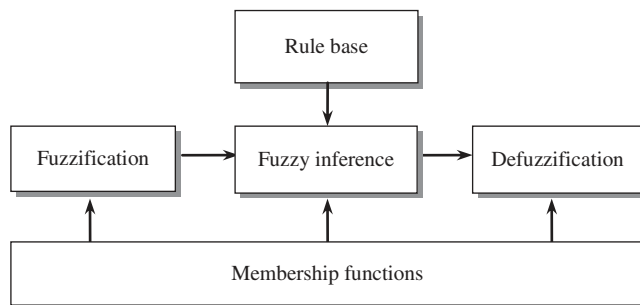 Rule base
Fuzzification
Fuzzy inference
Defuzzification
Membership functions